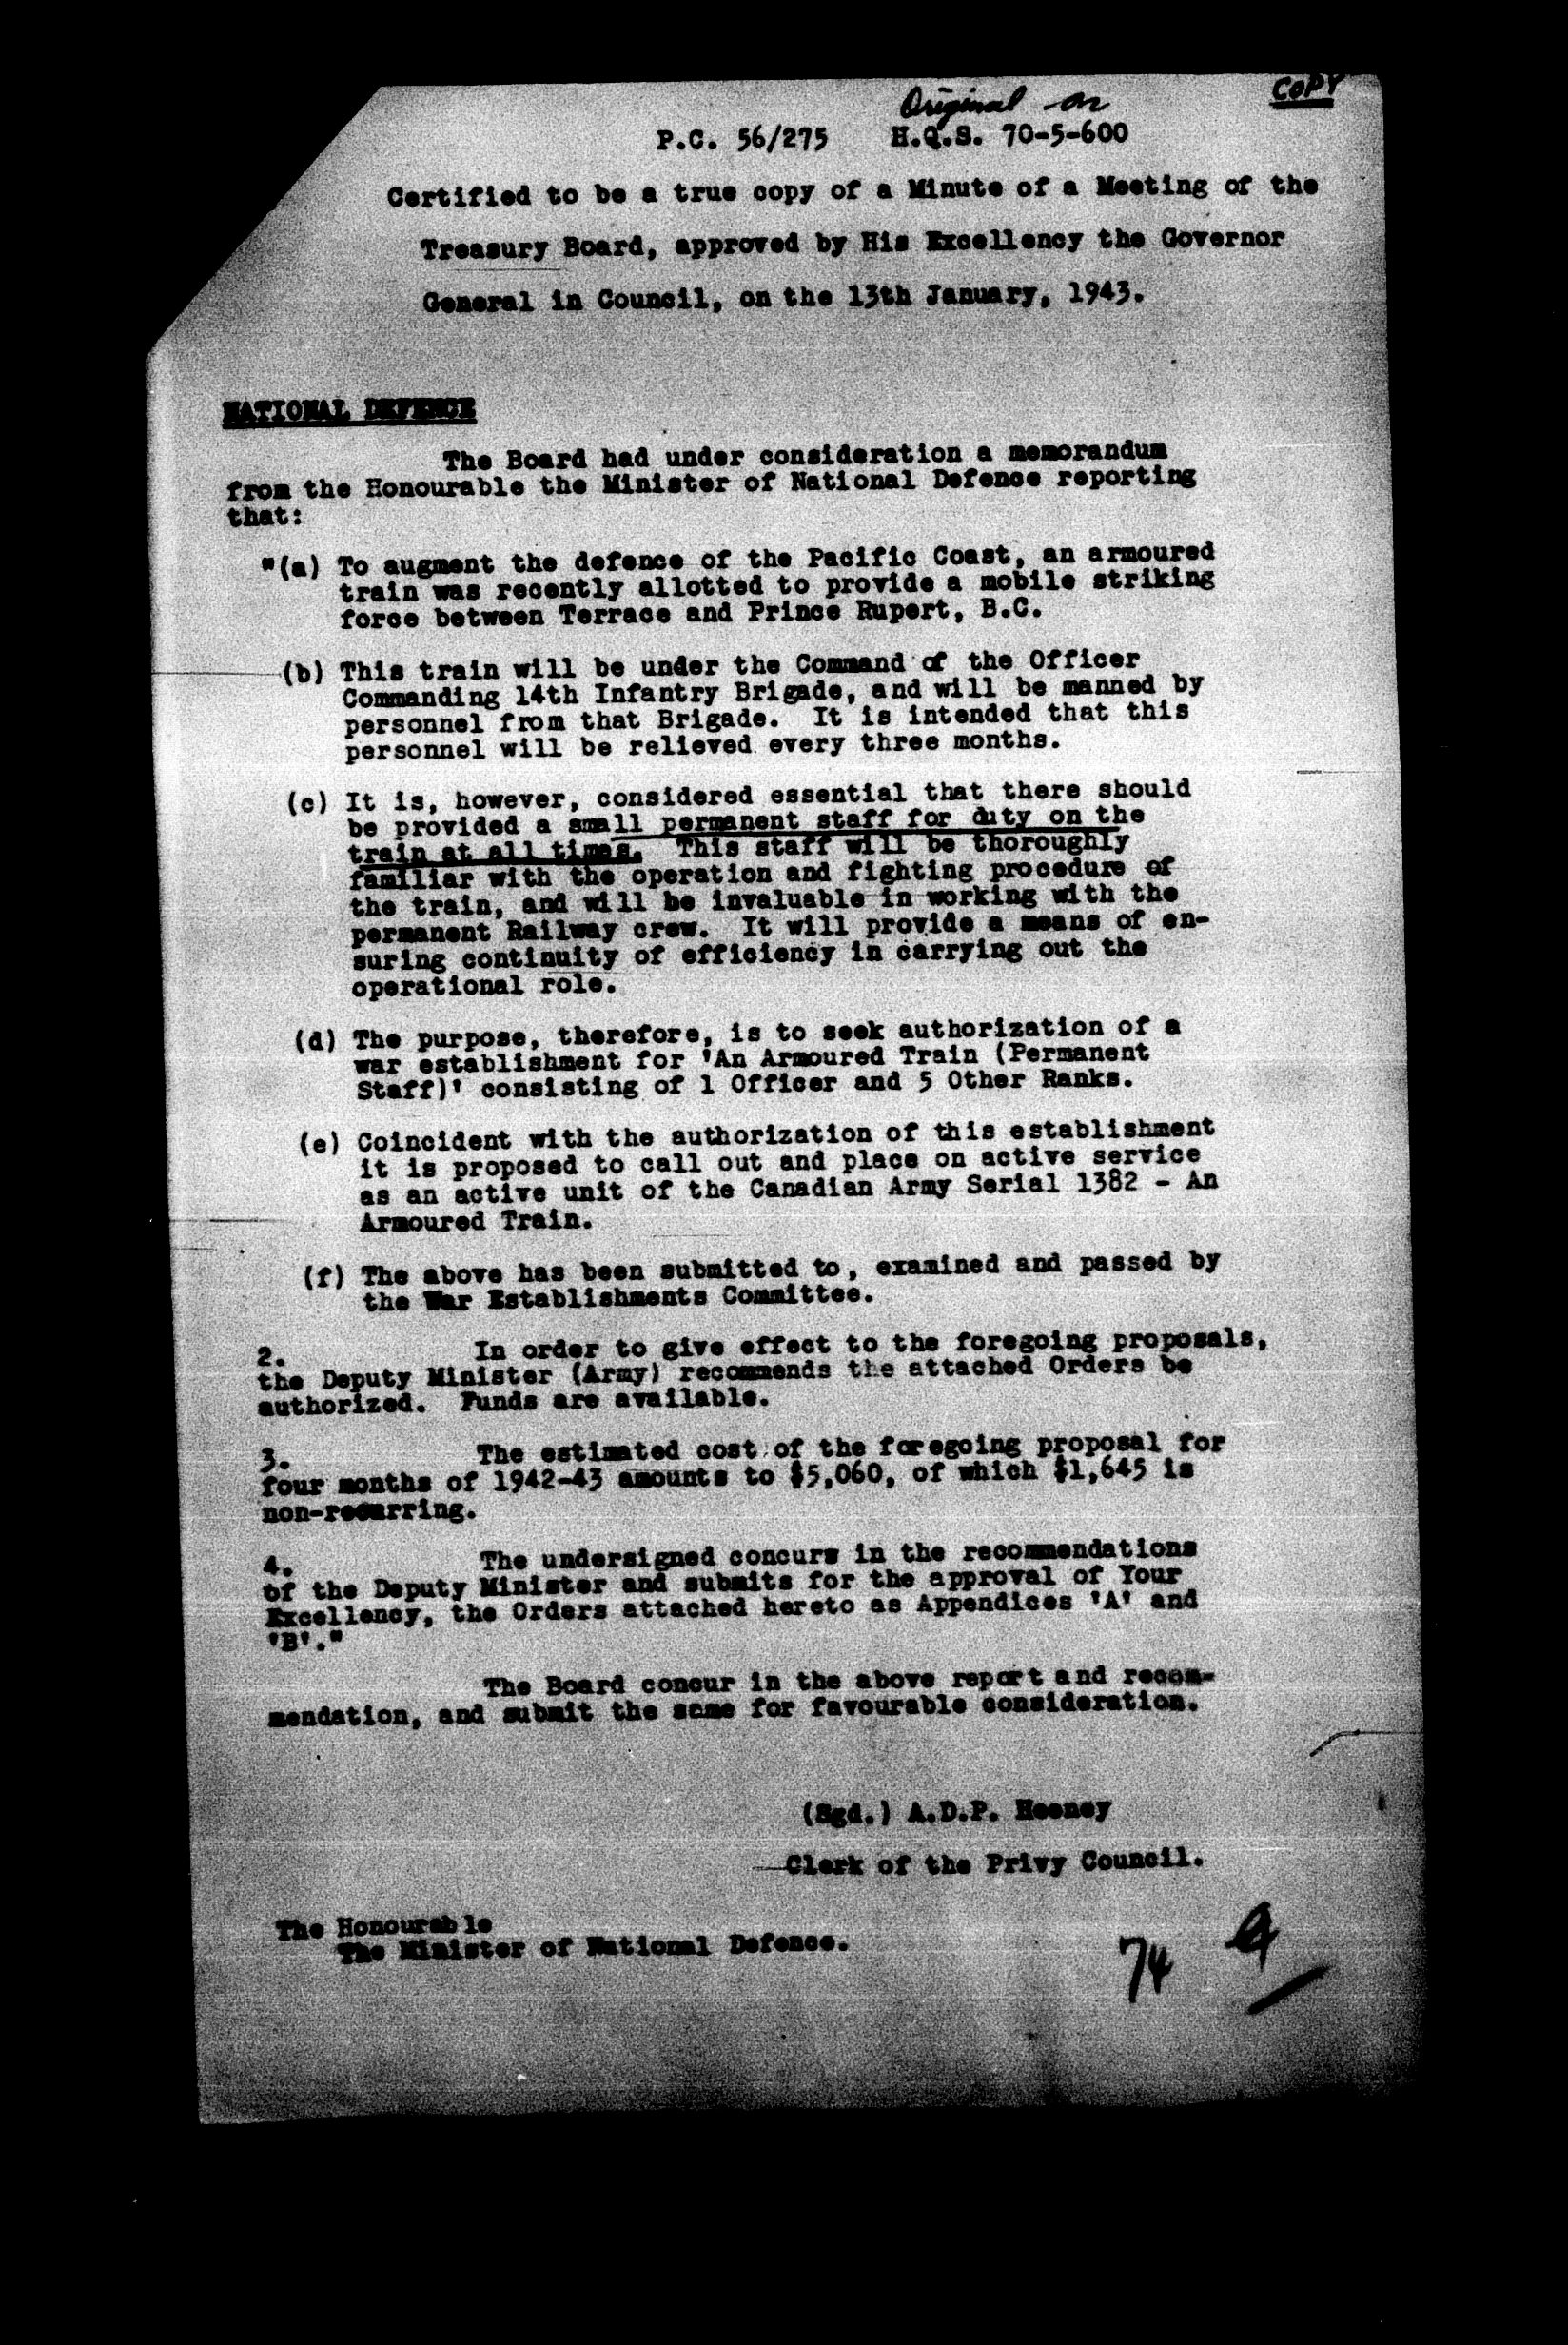 COPY
Original on
P.C. 56/275 H.Q.S. 70-5-600
Certified to be a true copy of a Minute of a Meeting of the
Treasury Board, approved by His Excellency the Governor
General in Council, on the 13th January, 1943.
NATIONAL DEFENCE
The Board had under consideration a memorandum
from the Honourable the Minister of National Defence reporting
that:
"(a) To augment the defence of the Pacific Coast, an armoured
train was recently allotted to provide a mobile striking
force between Terrace and Prince Rupert, B.C.
(b) This train will be under the Command of the Officer
Commanding 14th Infantry Brigade, and will be manned by
personnel from that Brigade. It is intended that this
personnel will be relieved every three months.
(c) It is, however, considered essential that there should
be provided a small permanent staff for duty on the
train at all times. This staff will be thoroughly
familiar with the operation and fighting procedure of
the train, and will be invaluable in working with the
permanent Railway crew. It will provide a means of en-
suring continuity of efficiency in carrying out the
operational role.
(d) The purpose, therefore, is to seek authorization of a
war establishment for 'An Armoured Train (Permanent
Staff)' consisting of 1 Officer and 5 Other Ranks.
(e) Coincident with the authorization of this establishment
it is proposed to call out and place on active service
as an active unit of the Canadian Army Serial 1382 - An
Armoured Train.
(f) The above has been submitted to, examined and passed by
the War Establishments Committee.
2. In order to give effect to the foregoing proposals,
the Deputy Minister (Army) recommends the attached Orders be
authorized. Funds are available.
3. The estimated cost of the foregoing proposal for
four months of 1942-43 amounts to $5,060, of which $1,645 is
non-recurring.
4. The undersigned concurs in the recommendations
of the Deputy Minister and submits for the approval of Your
Excellency, the Orders attached hereto as Appendices 'A' and
'B'."
The Board concur in the above report and recom-
mendation, and submit the same for favourable consideration.
(Sgd.) A.D.P. Heeney
Clerk of the Privy Council.
The Honourable
The Minister of National Defence.
74